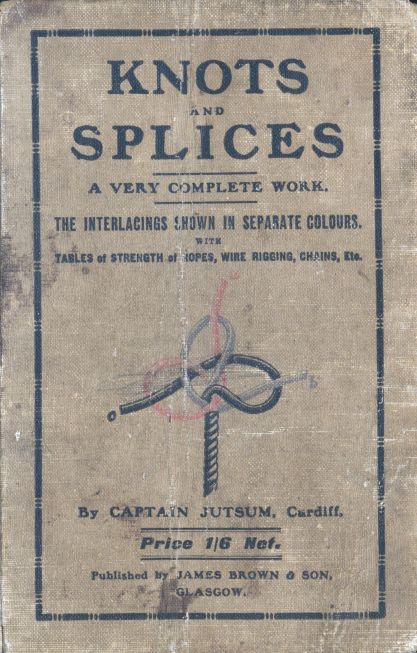 KNOTS
AND
SPLICES
A VERY COMPLETE WORK.
THE INTERLACINGS SHOWN IN SEPARATE COLOURS.
WITH
TABLES of STRENGTH of ROPES, WIRE RIGGING, CHAINS, Etc.
c
a
b
By CAPTAIN JUTSUM, Cardiff.
Price 1/6 Net.
Published by JAMES BROWN & SON,
GLASGOW.